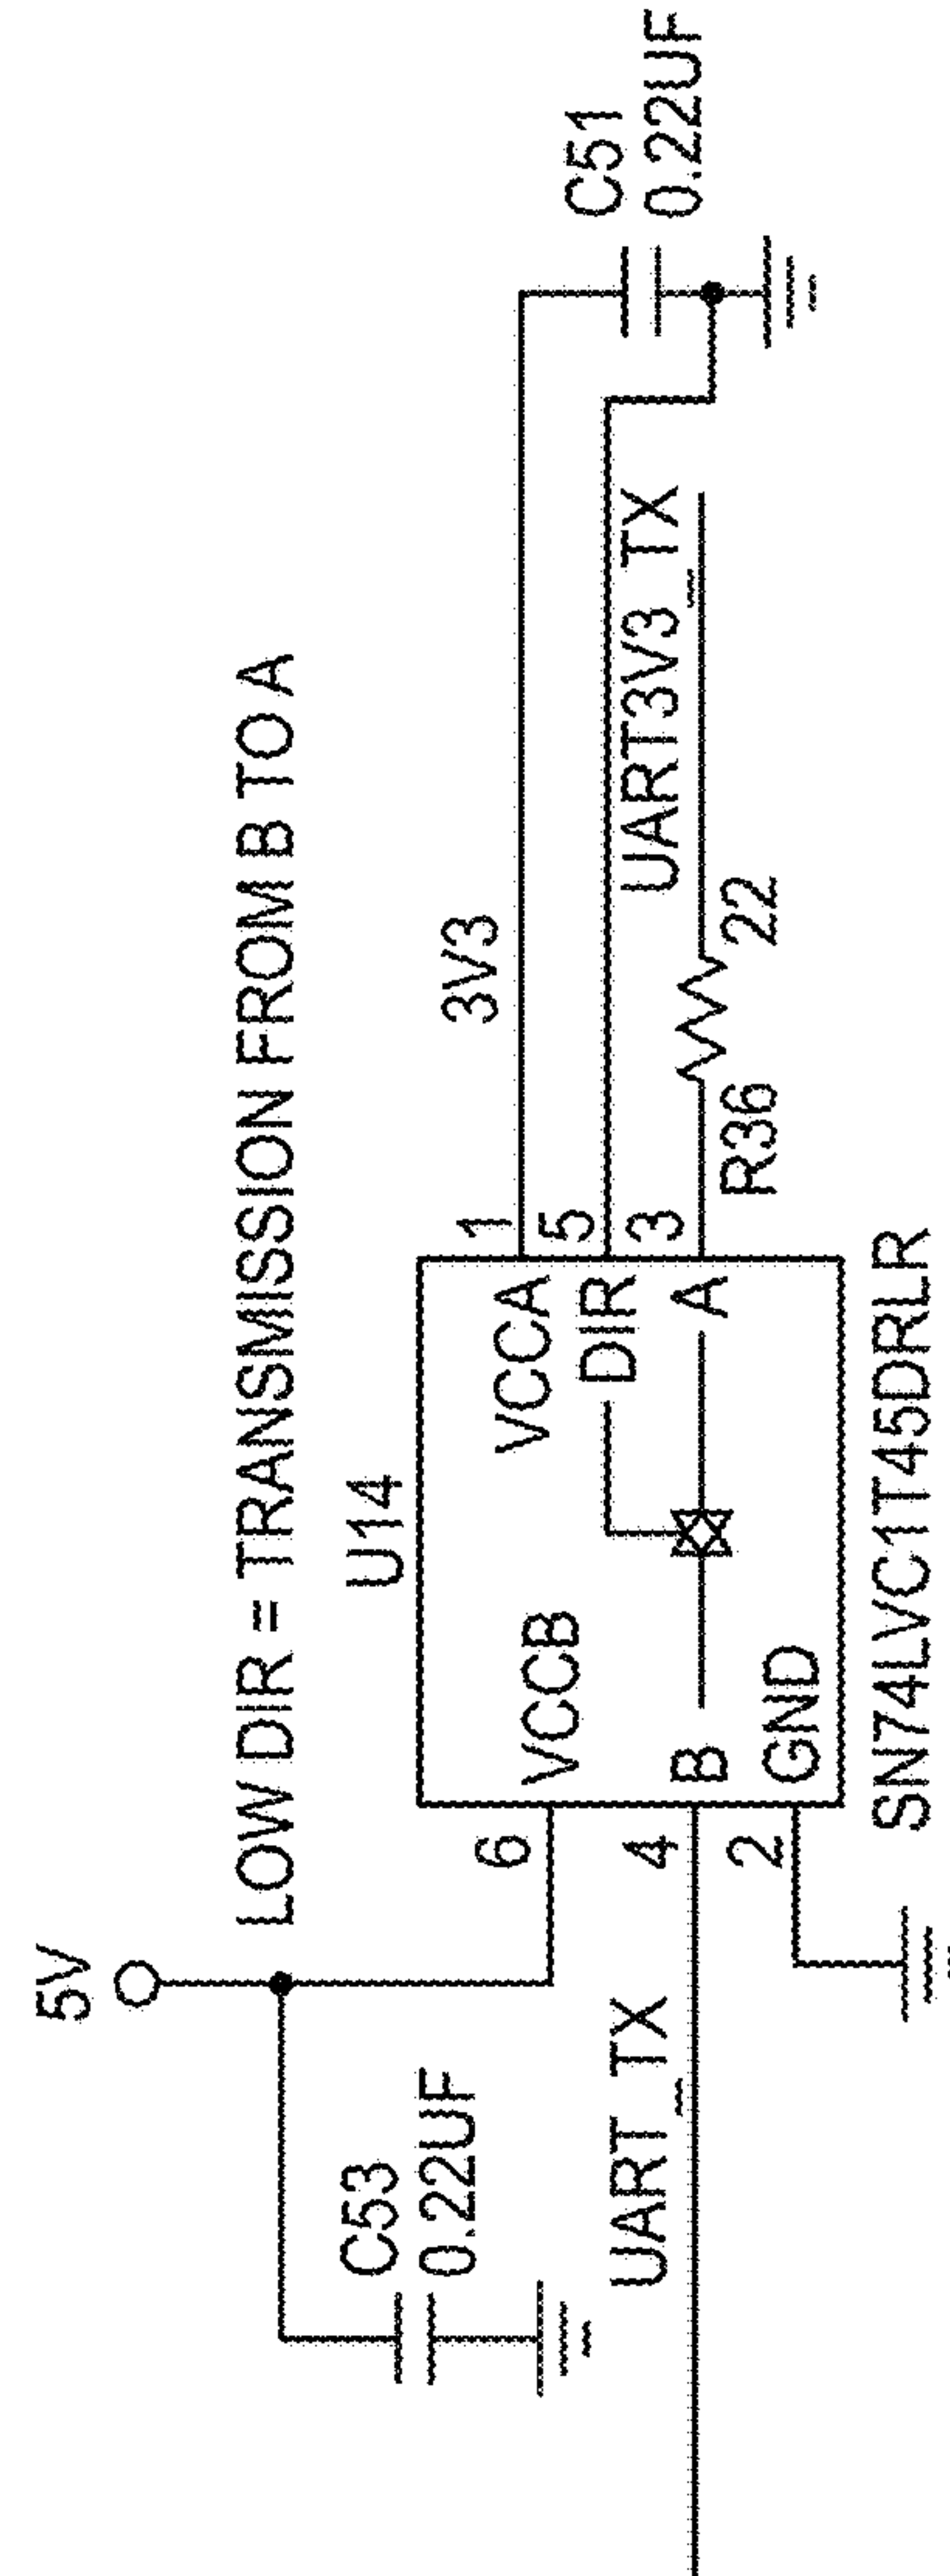 5V
LOW DIR = TRANSMISSION FROM B TO A
C53
0.22UF
U14
3V3
C51
0.22UF
6
VCCB
VCCA
1
DIR
5
UART_TX
4
B
A
3
UART3V3_TX
R36
22
2
GND
SN74LVC1T45DRLR